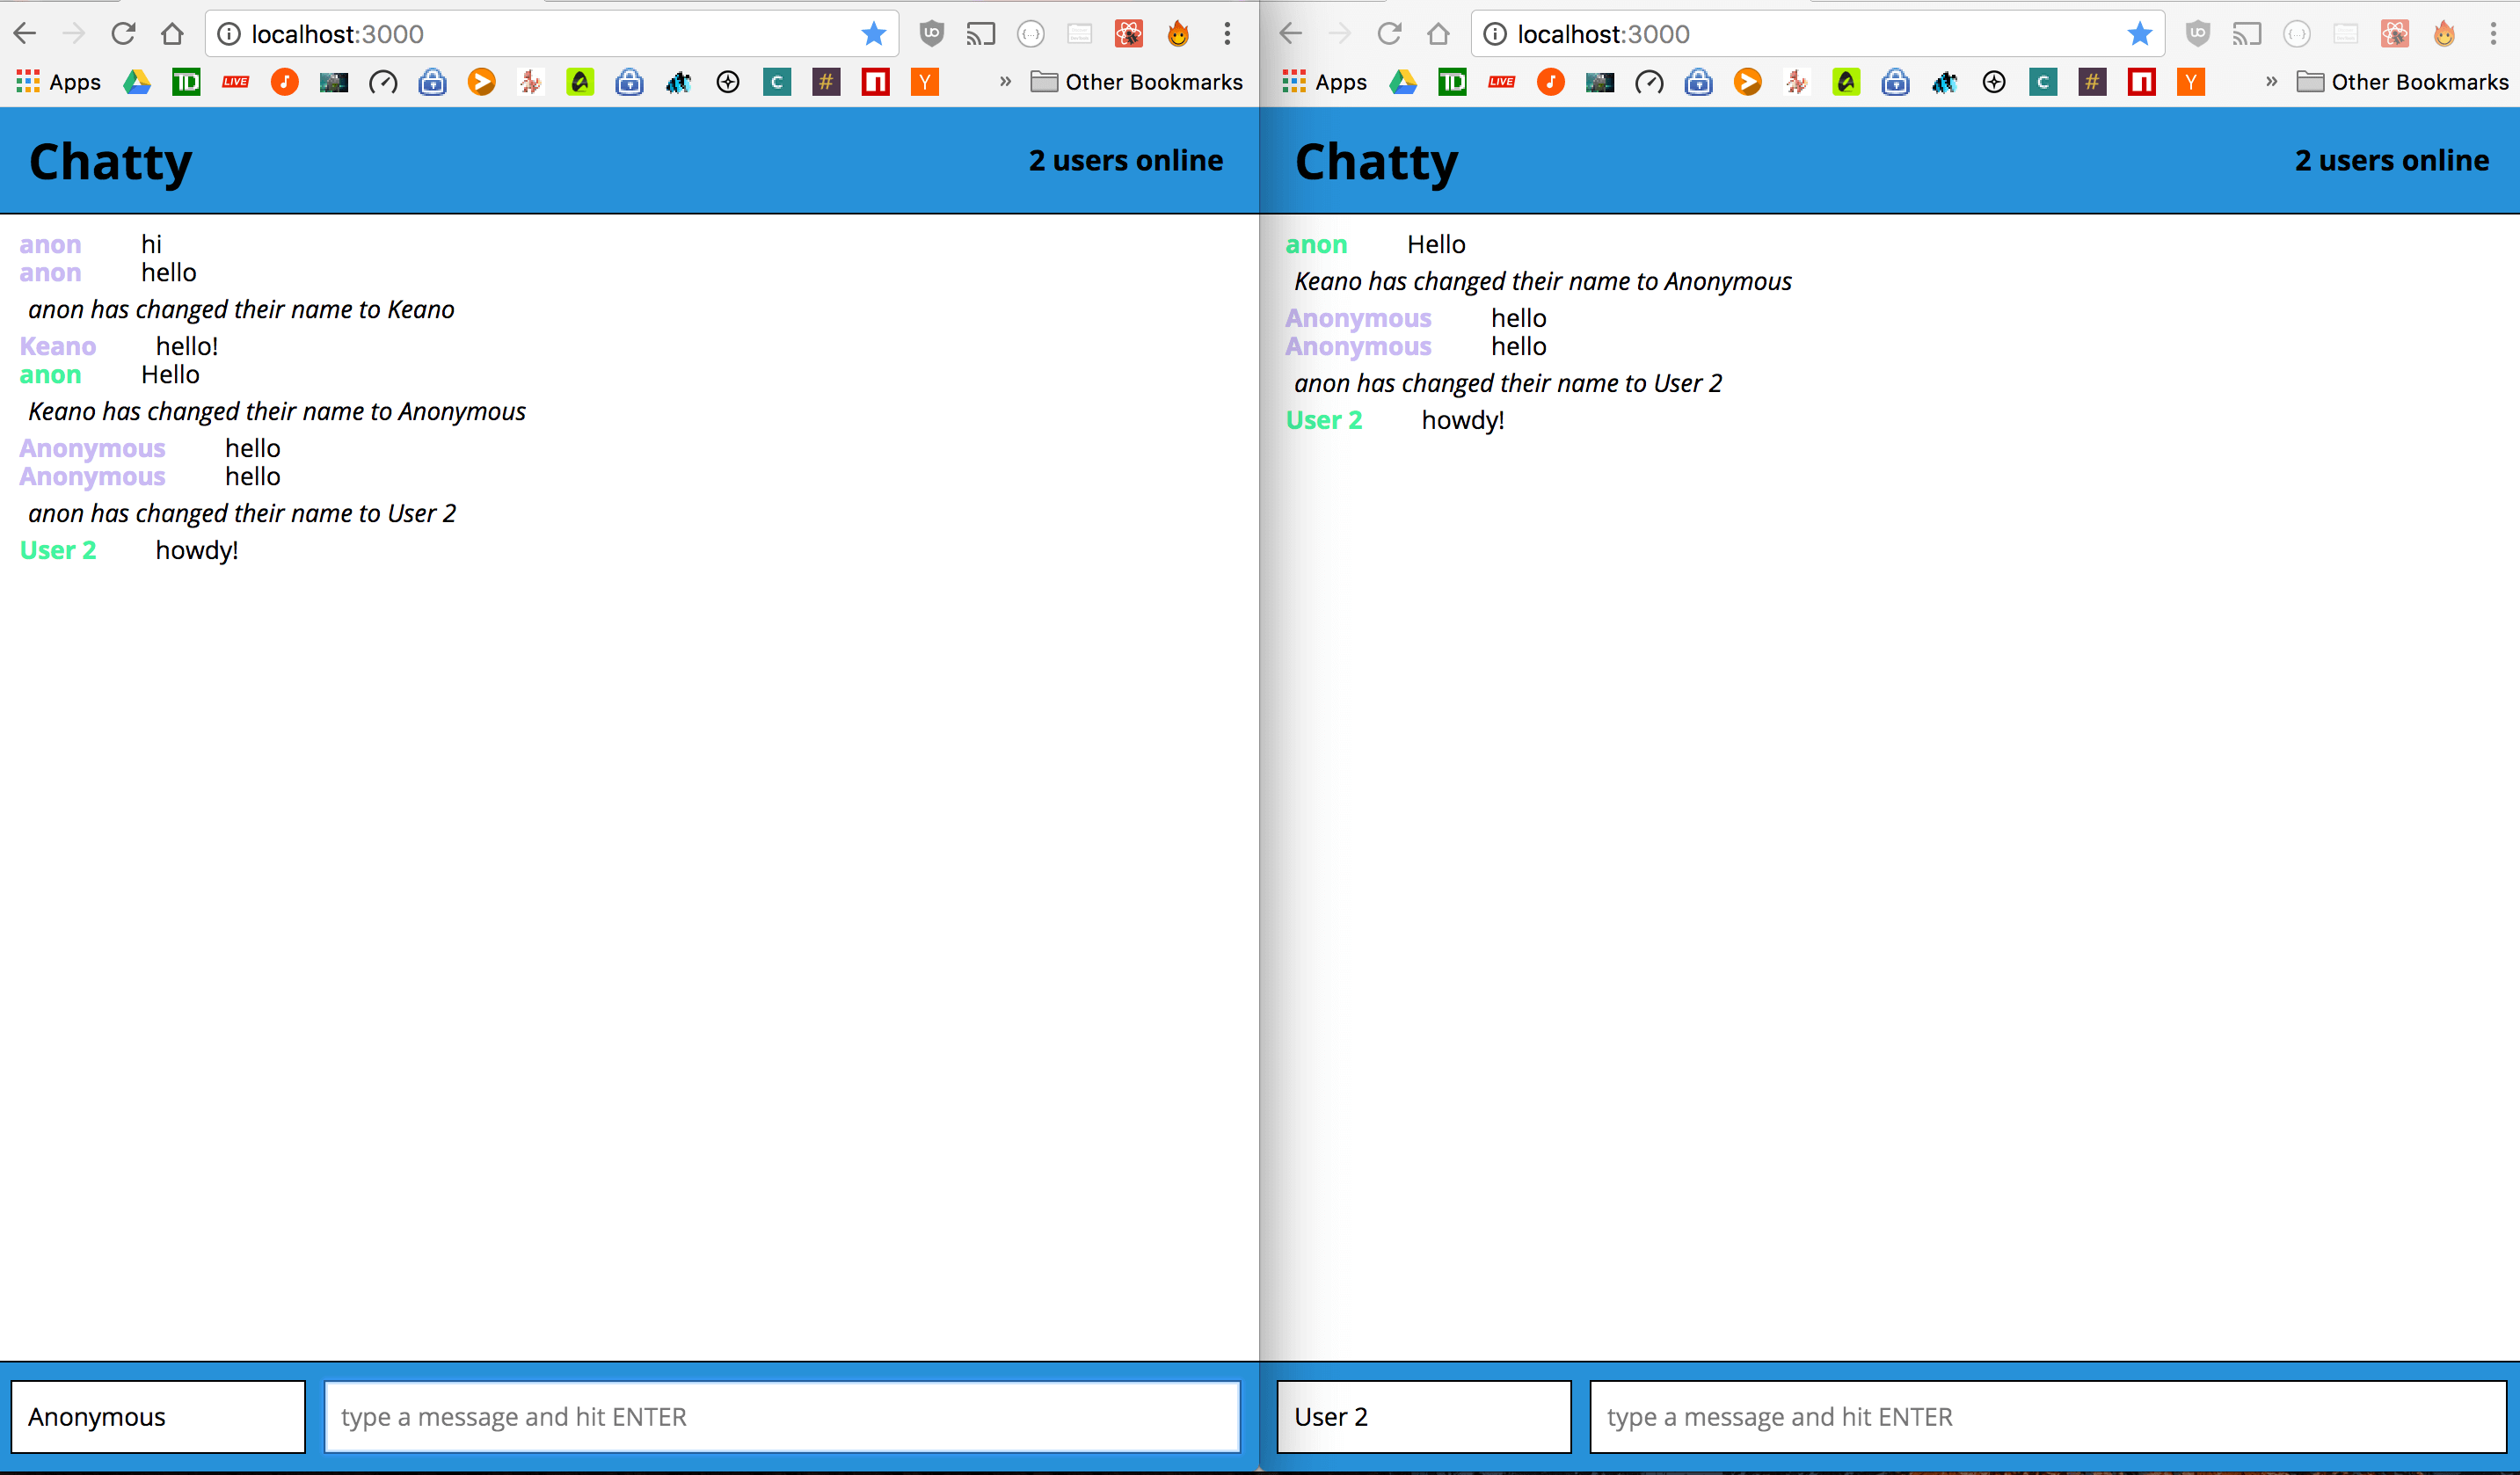 localhost:3000
Apps TD LIVE C # Y » Other Bookmarks
Chatty 2 users online
anon hi
anon hello
anon has changed their name to Keano
Keano hello!
anon Hello
Keano has changed their name to Anonymous
Anonymous hello
Anonymous hello
anon has changed their name to User 2
User 2 howdy!
Anonymous type a message and hit ENTER
localhost:3000
Apps TD LIVE C # Y » Other Bookmarks
Chatty 2 users online
anon Hello
Keano has changed their name to Anonymous
Anonymous hello
Anonymous hello
anon has changed their name to User 2
User 2 howdy!
User 2 type a message and hit ENTER